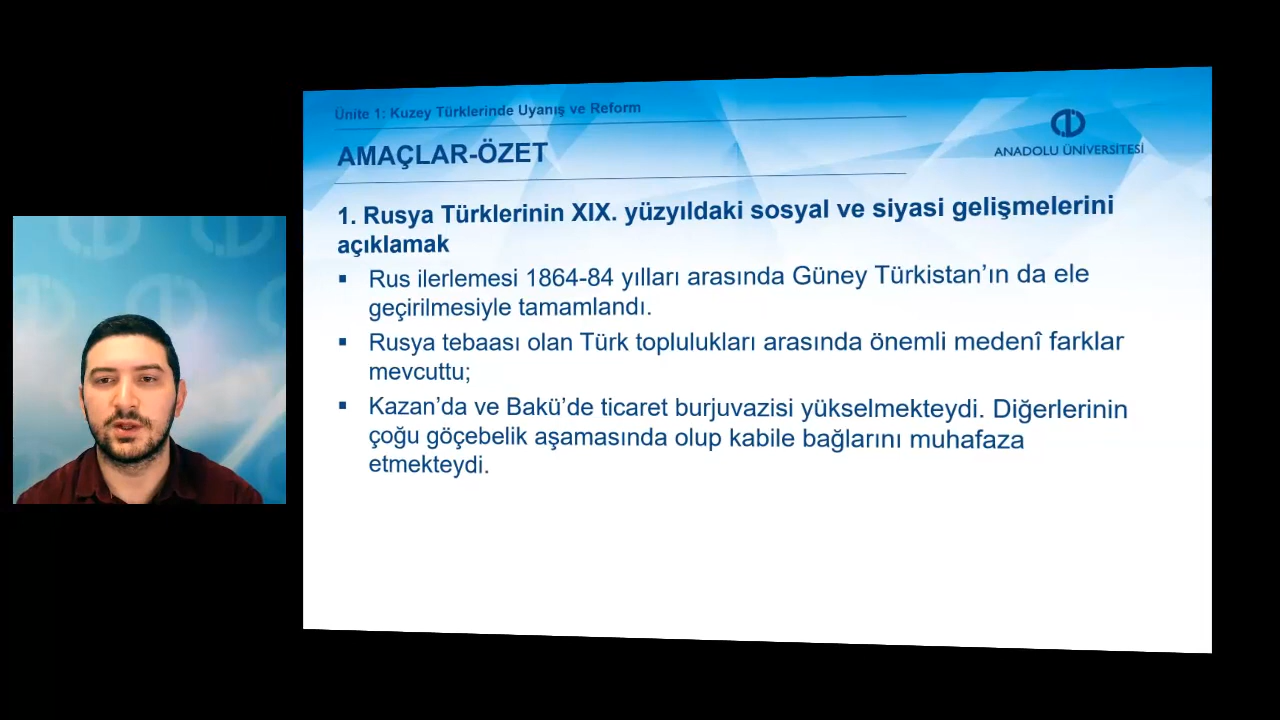 Ünite 1: Kuzey Türklerinde Uyanış ve Reform
AMAÇLAR-ÖZET
ANADOLU ÜNİVERSİTESİ
1. Rusya Türklerinin XIX. yüzyıldaki sosyal ve siyasi gelişmelerini
açıklamak
▪ Rus ilerlemesi 1864-84 yılları arasında Güney Türkistan’ın da ele
geçirilmesiyle tamamlandı.
▪ Rusya tebaası olan Türk toplulukları arasında önemli medenî farklar
mevcuttu;
▪ Kazan’da ve Bakü’de ticaret burjuvazisi yükselmekteydi. Diğerlerinin
çoğu göçebelik aşamasında olup kabile bağlarını muhafaza
etmekteydi.